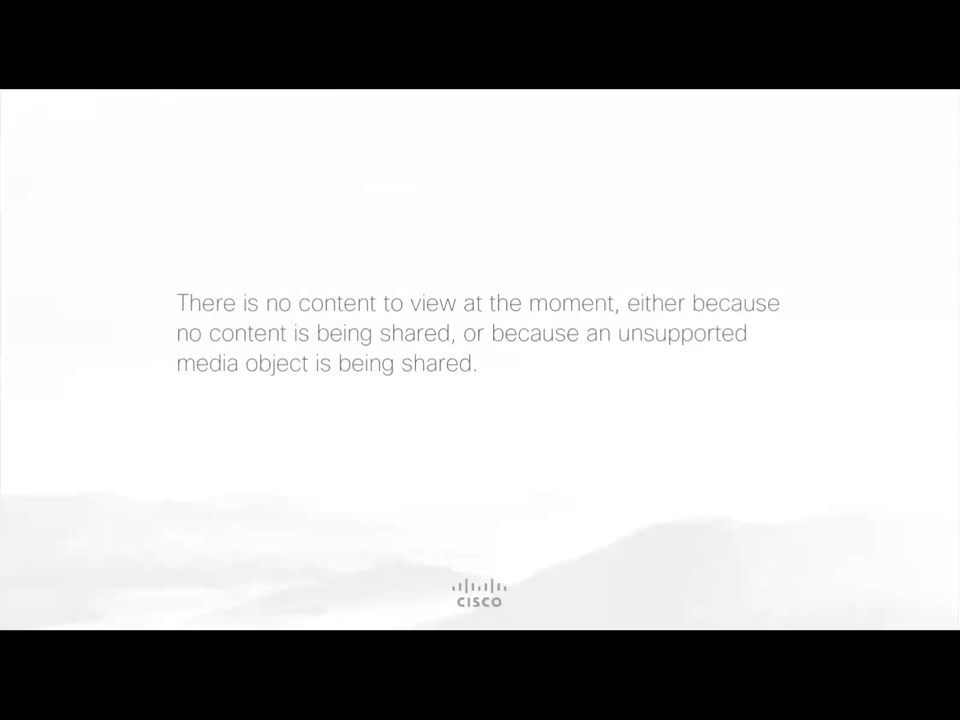 There is no content to view at the moment, either because
no content is being shared, or because an unsupported
media object is being shared.
CISCO